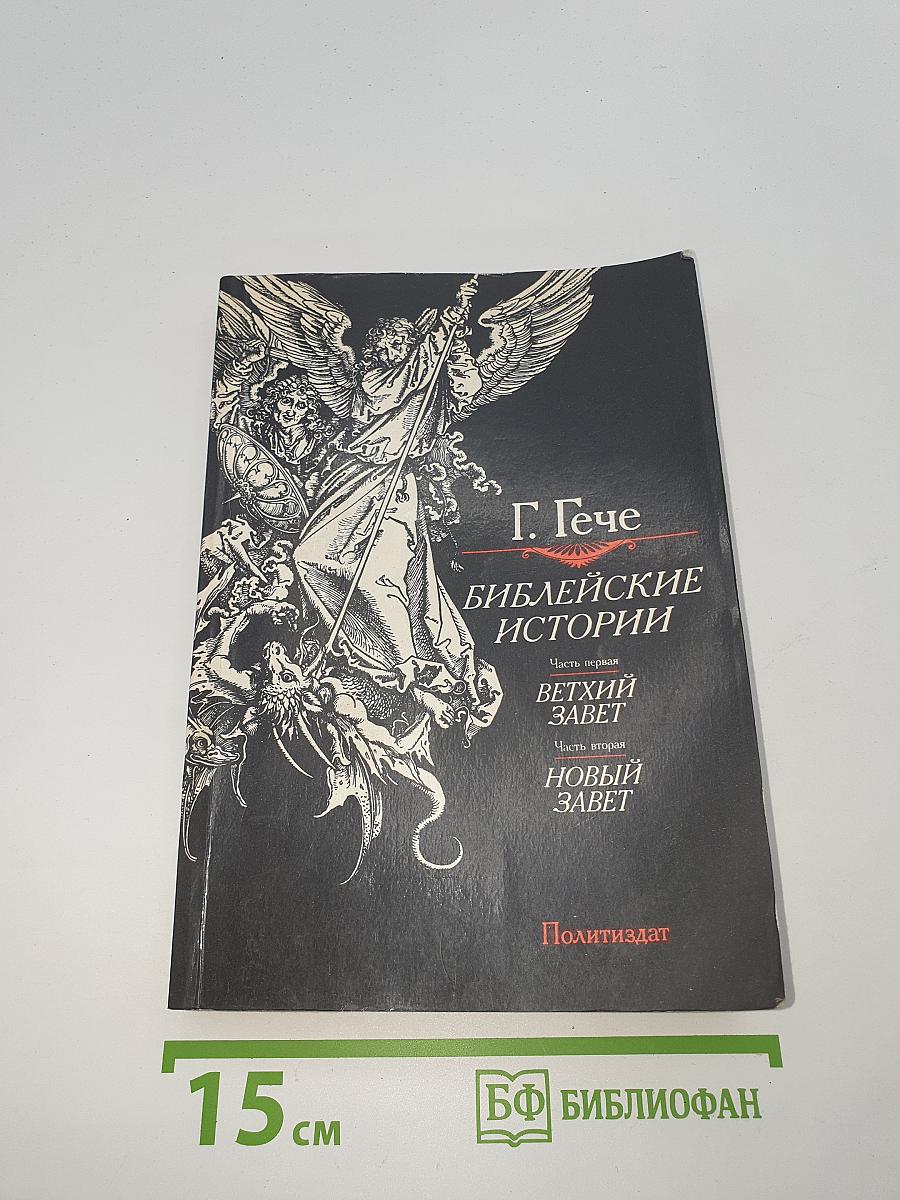 Г. Гече
БИБЛЕЙСКИЕ
ИСТОРИИ
Часть первая
ВЕТХИЙ
ЗАВЕТ
Часть вторая
НОВЫЙ
ЗАВЕТ
Политиздат
15 см
БФ БИБЛИОФАН